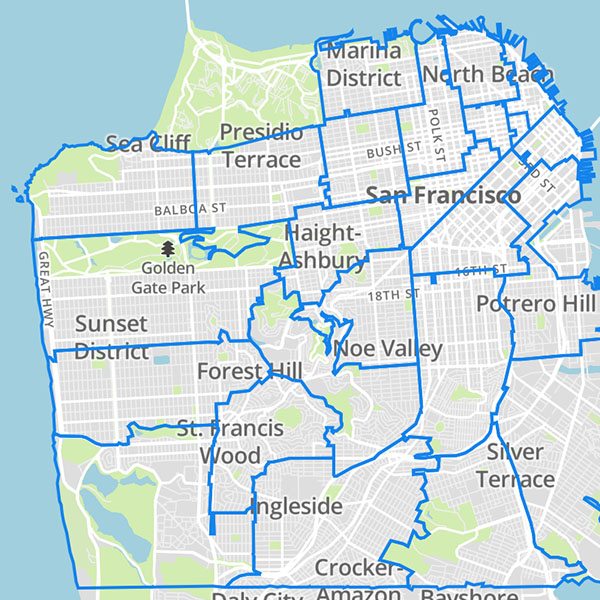 Marina
District
North Beach
Sea Cliff
Presidio
Terrace
POLK ST
BUSH ST
3RD ST
San Francisco
BALBOA ST
Haight-
Ashbury
GREAT HWY
Golden
Gate Park
16TH ST
18TH ST
Potrero Hill
Sunset
District
Noe Valley
Forest Hill
St. Francis
Wood
Silver
Terrace
Ingleside
Crocker-
Amazon
Daly City
Bayshore